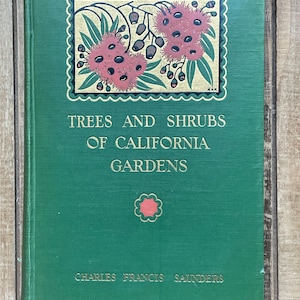 TREES AND SHRUBS
OF CALIFORNIA
GARDENS
CHARLES FRANCIS SAUNDERS